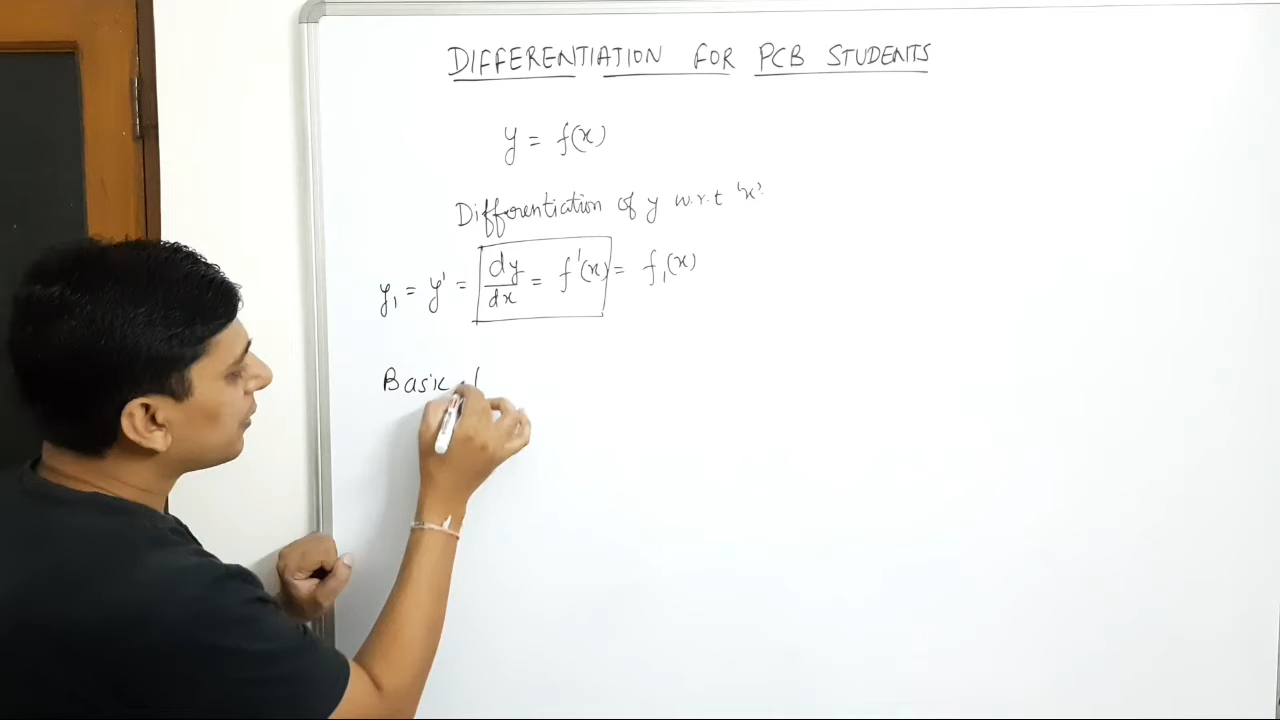 DIFFERENTIATION FOR PCB STUDENTS
y = f(x)
Differentiation of y w.r.t 'x'.
y₁ = y' = dy/dx = f'(x) = f₁(x)
Basic